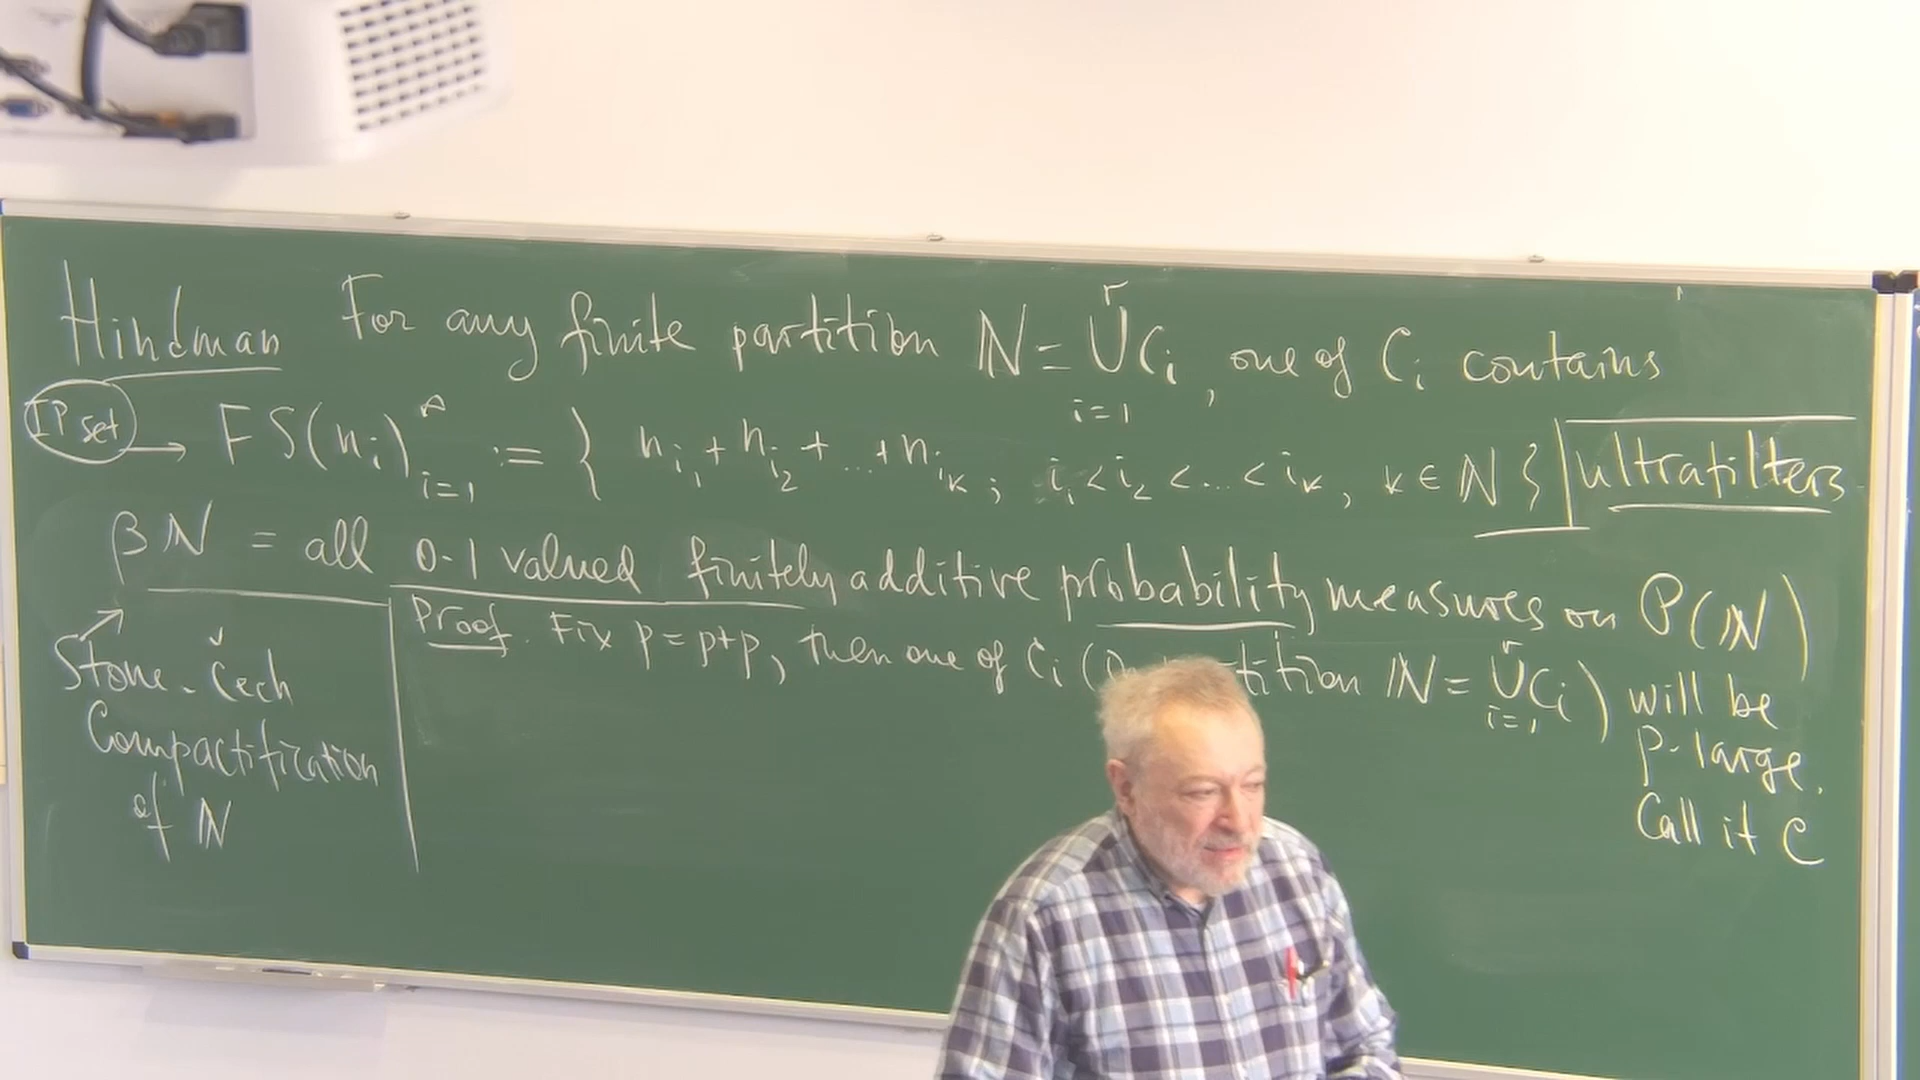 Hindman For any finite partition ℕ = ⋃_{i=1}^{r} C_i, one of C_i contains
IP set → FS(n_i)_{i=1}^{∞} := { n_{i_1} + n_{i_2} + ... + n_{i_k} ; i_1 < i_2 < ... < i_k, k ∈ ℕ } ultrafilters
βℕ = all 0-1 valued finitely additive probability measures on P(ℕ)
Stone-Čech
Compactification
of ℕ
Proof. Fix p = p+p, then one of C_i ( ℕ = ⋃_{i=1}^{r} C_i ) will be
p-large.
Call it C